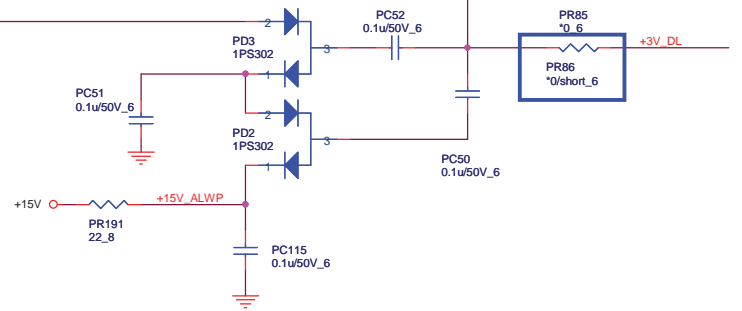 PC52
0.1u/50V_6
PR85
*0_6
2
PD3
1PS302
3
+3V_DL
PR86
*0/short_6
1
PC51
0.1u/50V_6
2
PD2
1PS302
3
PC50
0.1u/50V_6
1
+15V
+15V_ALWP
PR191
22_8
PC115
0.1u/50V_6